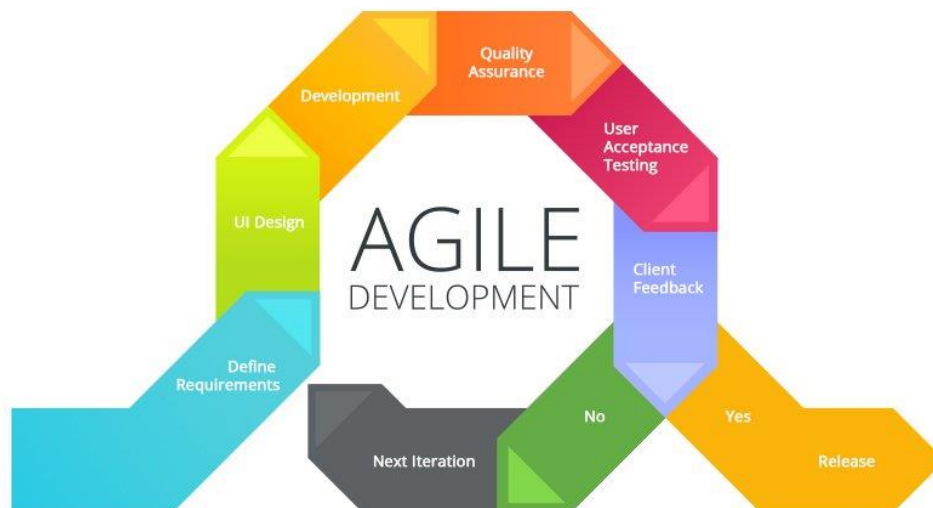 Quality
Assurance
Development
User
Acceptance
Testing
UI Design
AGILE
DEVELOPMENT
Client
Feedback
Define
Requirements
No
Yes
Next Iteration
Release